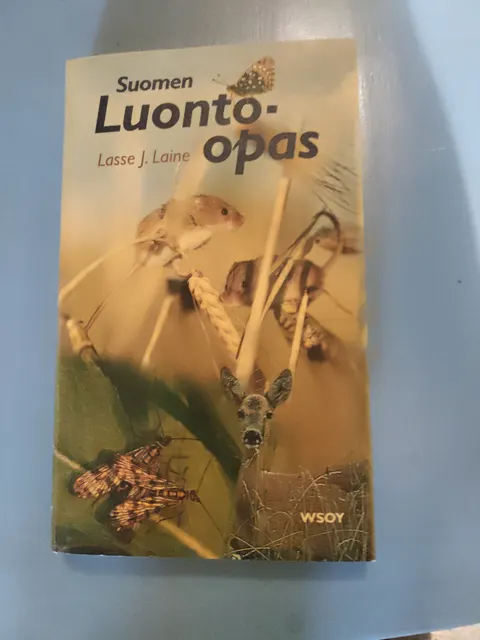 Suomen
Luonto-
opas
Lasse J. Laine
WSOY